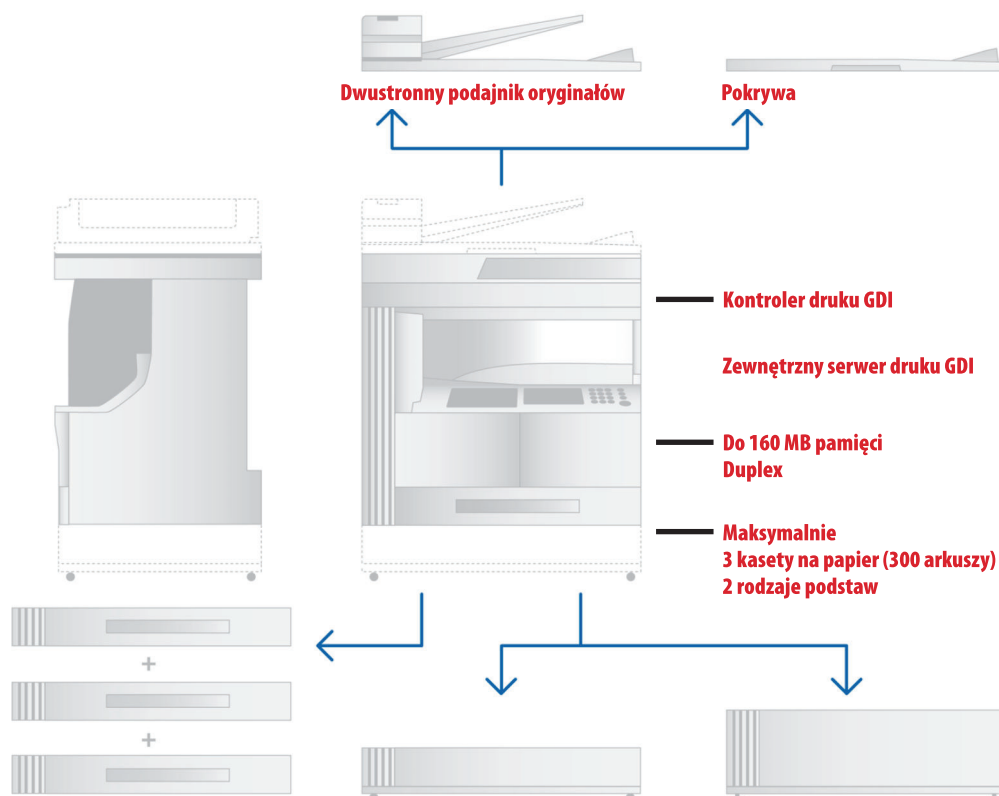 Dwustronny podajnik oryginałów
Pokrywa
Kontroler druku GDI
Zewnętrzny serwer druku GDI
Do 160 MB pamięci
Duplex
Maksymalnie
3 kasety na papier (300 arkuszy)
2 rodzaje podstaw
+
+